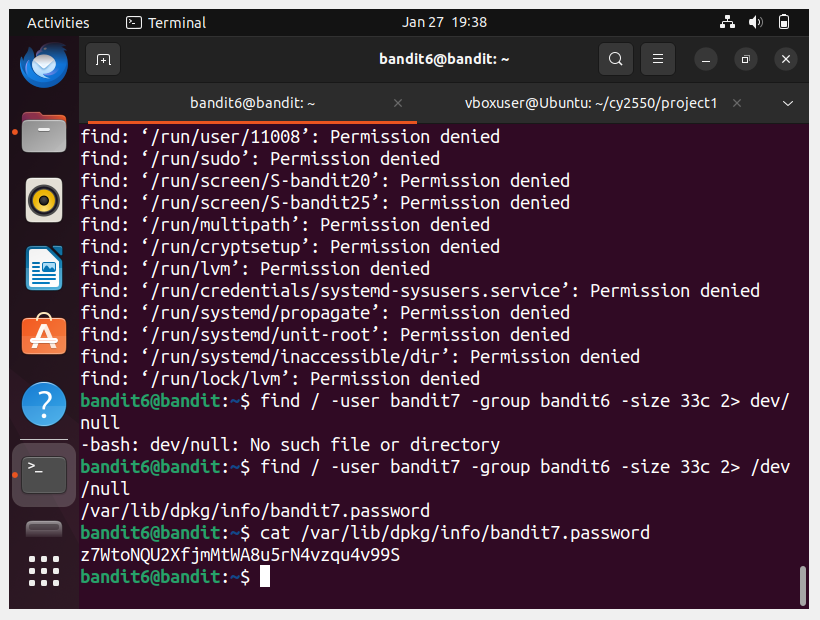 Activities
Terminal
Jan 27 19:38
bandit6@bandit: ~
bandit6@bandit: ~
vboxuser@Ubuntu: ~/cy2550/project1
find: ‘/run/user/11008’: Permission denied
find: ‘/run/sudo’: Permission denied
find: ‘/run/screen/S-bandit20’: Permission denied
find: ‘/run/screen/S-bandit25’: Permission denied
find: ‘/run/multipath’: Permission denied
find: ‘/run/cryptsetup’: Permission denied
find: ‘/run/lvm’: Permission denied
find: ‘/run/credentials/systemd-sysusers.service’: Permission denied
find: ‘/run/systemd/propagate’: Permission denied
find: ‘/run/systemd/unit-root’: Permission denied
find: ‘/run/systemd/inaccessible/dir’: Permission denied
find: ‘/run/lock/lvm’: Permission denied
bandit6@bandit:~$ find / -user bandit7 -group bandit6 -size 33c 2> dev/
null
-bash: dev/null: No such file or directory
bandit6@bandit:~$ find / -user bandit7 -group bandit6 -size 33c 2> /dev
/null
/var/lib/dpkg/info/bandit7.password
bandit6@bandit:~$ cat /var/lib/dpkg/info/bandit7.password
z7WtoNQU2XfjmMtWA8u5rN4vzqu4v99S
bandit6@bandit:~$